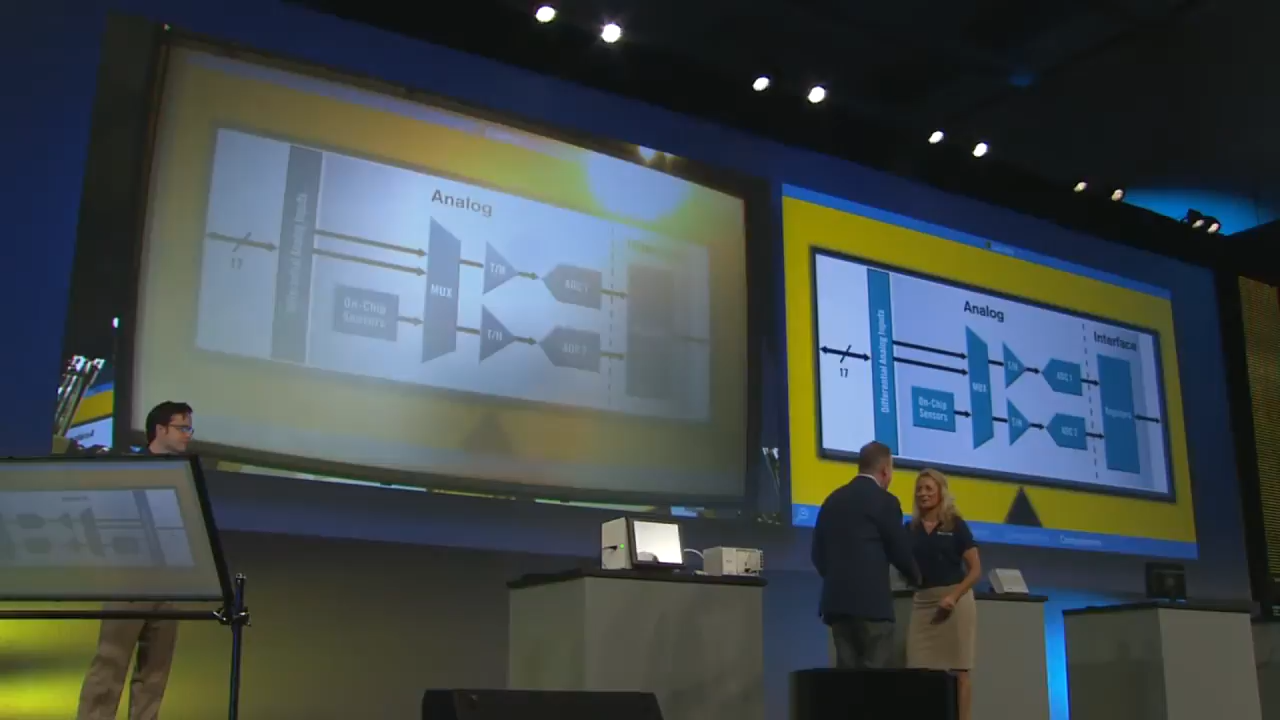 Analog
17
MUX
T/H
T/H
ADC 1
ADC 2
On-Chip
Sensors
Analog
Interface
17
Differential Analog Inputs
MUX
T/H
T/H
ADC 1
ADC 2
On-Chip
Sensors
Registers